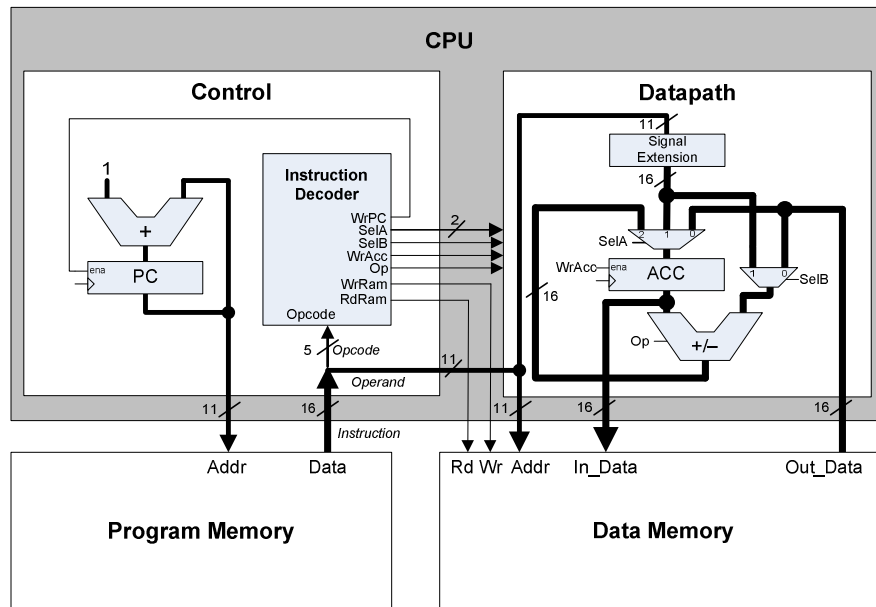 CPU
Control
Datapath
11
Signal
Extension
16
1
Instruction
Decoder
WrPC
SelA
2
SelB
WrAcc
Op
WrRam
RdRam
Opcode
+
ena
PC
2
1
0
SelA
WrAcc
ena
ACC
1
0
SelB
16
Op
+/–
5
Opcode
11
Operand
11
16
Instruction
11
16
16
Addr
Data
Rd
Wr
Addr
In_Data
Out_Data
Program Memory
Data Memory